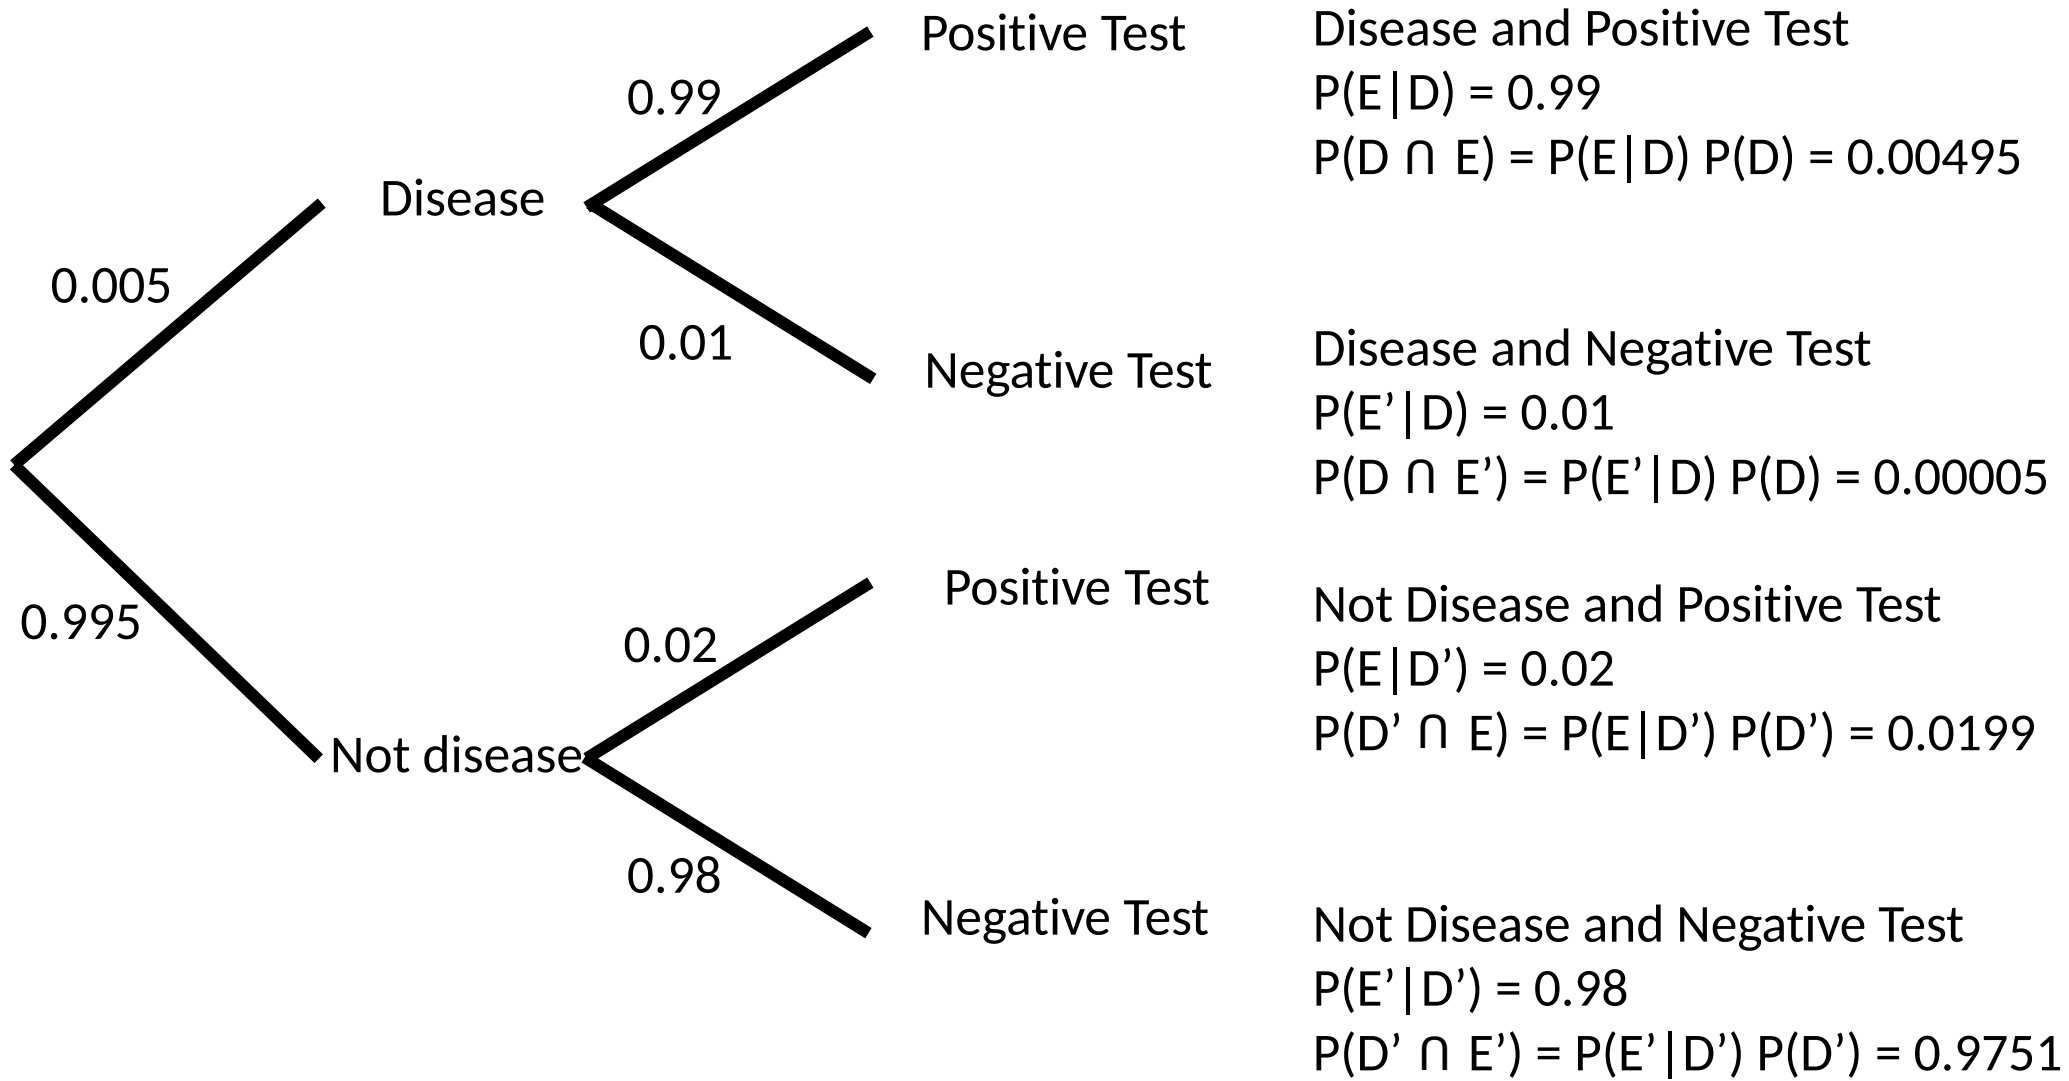 Positive Test
0.99
Disease
0.005
0.01
Negative Test
Positive Test
0.995
0.02
Not disease
0.98
Negative Test
Disease and Positive Test
P(E|D) = 0.99
P(D ∩ E) = P(E|D) P(D) = 0.00495
Disease and Negative Test
P(E’|D) = 0.01
P(D ∩ E’) = P(E’|D) P(D) = 0.00005
Not Disease and Positive Test
P(E|D’) = 0.02
P(D’ ∩ E) = P(E|D’) P(D’) = 0.0199
Not Disease and Negative Test
P(E’|D’) = 0.98
P(D’ ∩ E’) = P(E’|D’) P(D’) = 0.9751